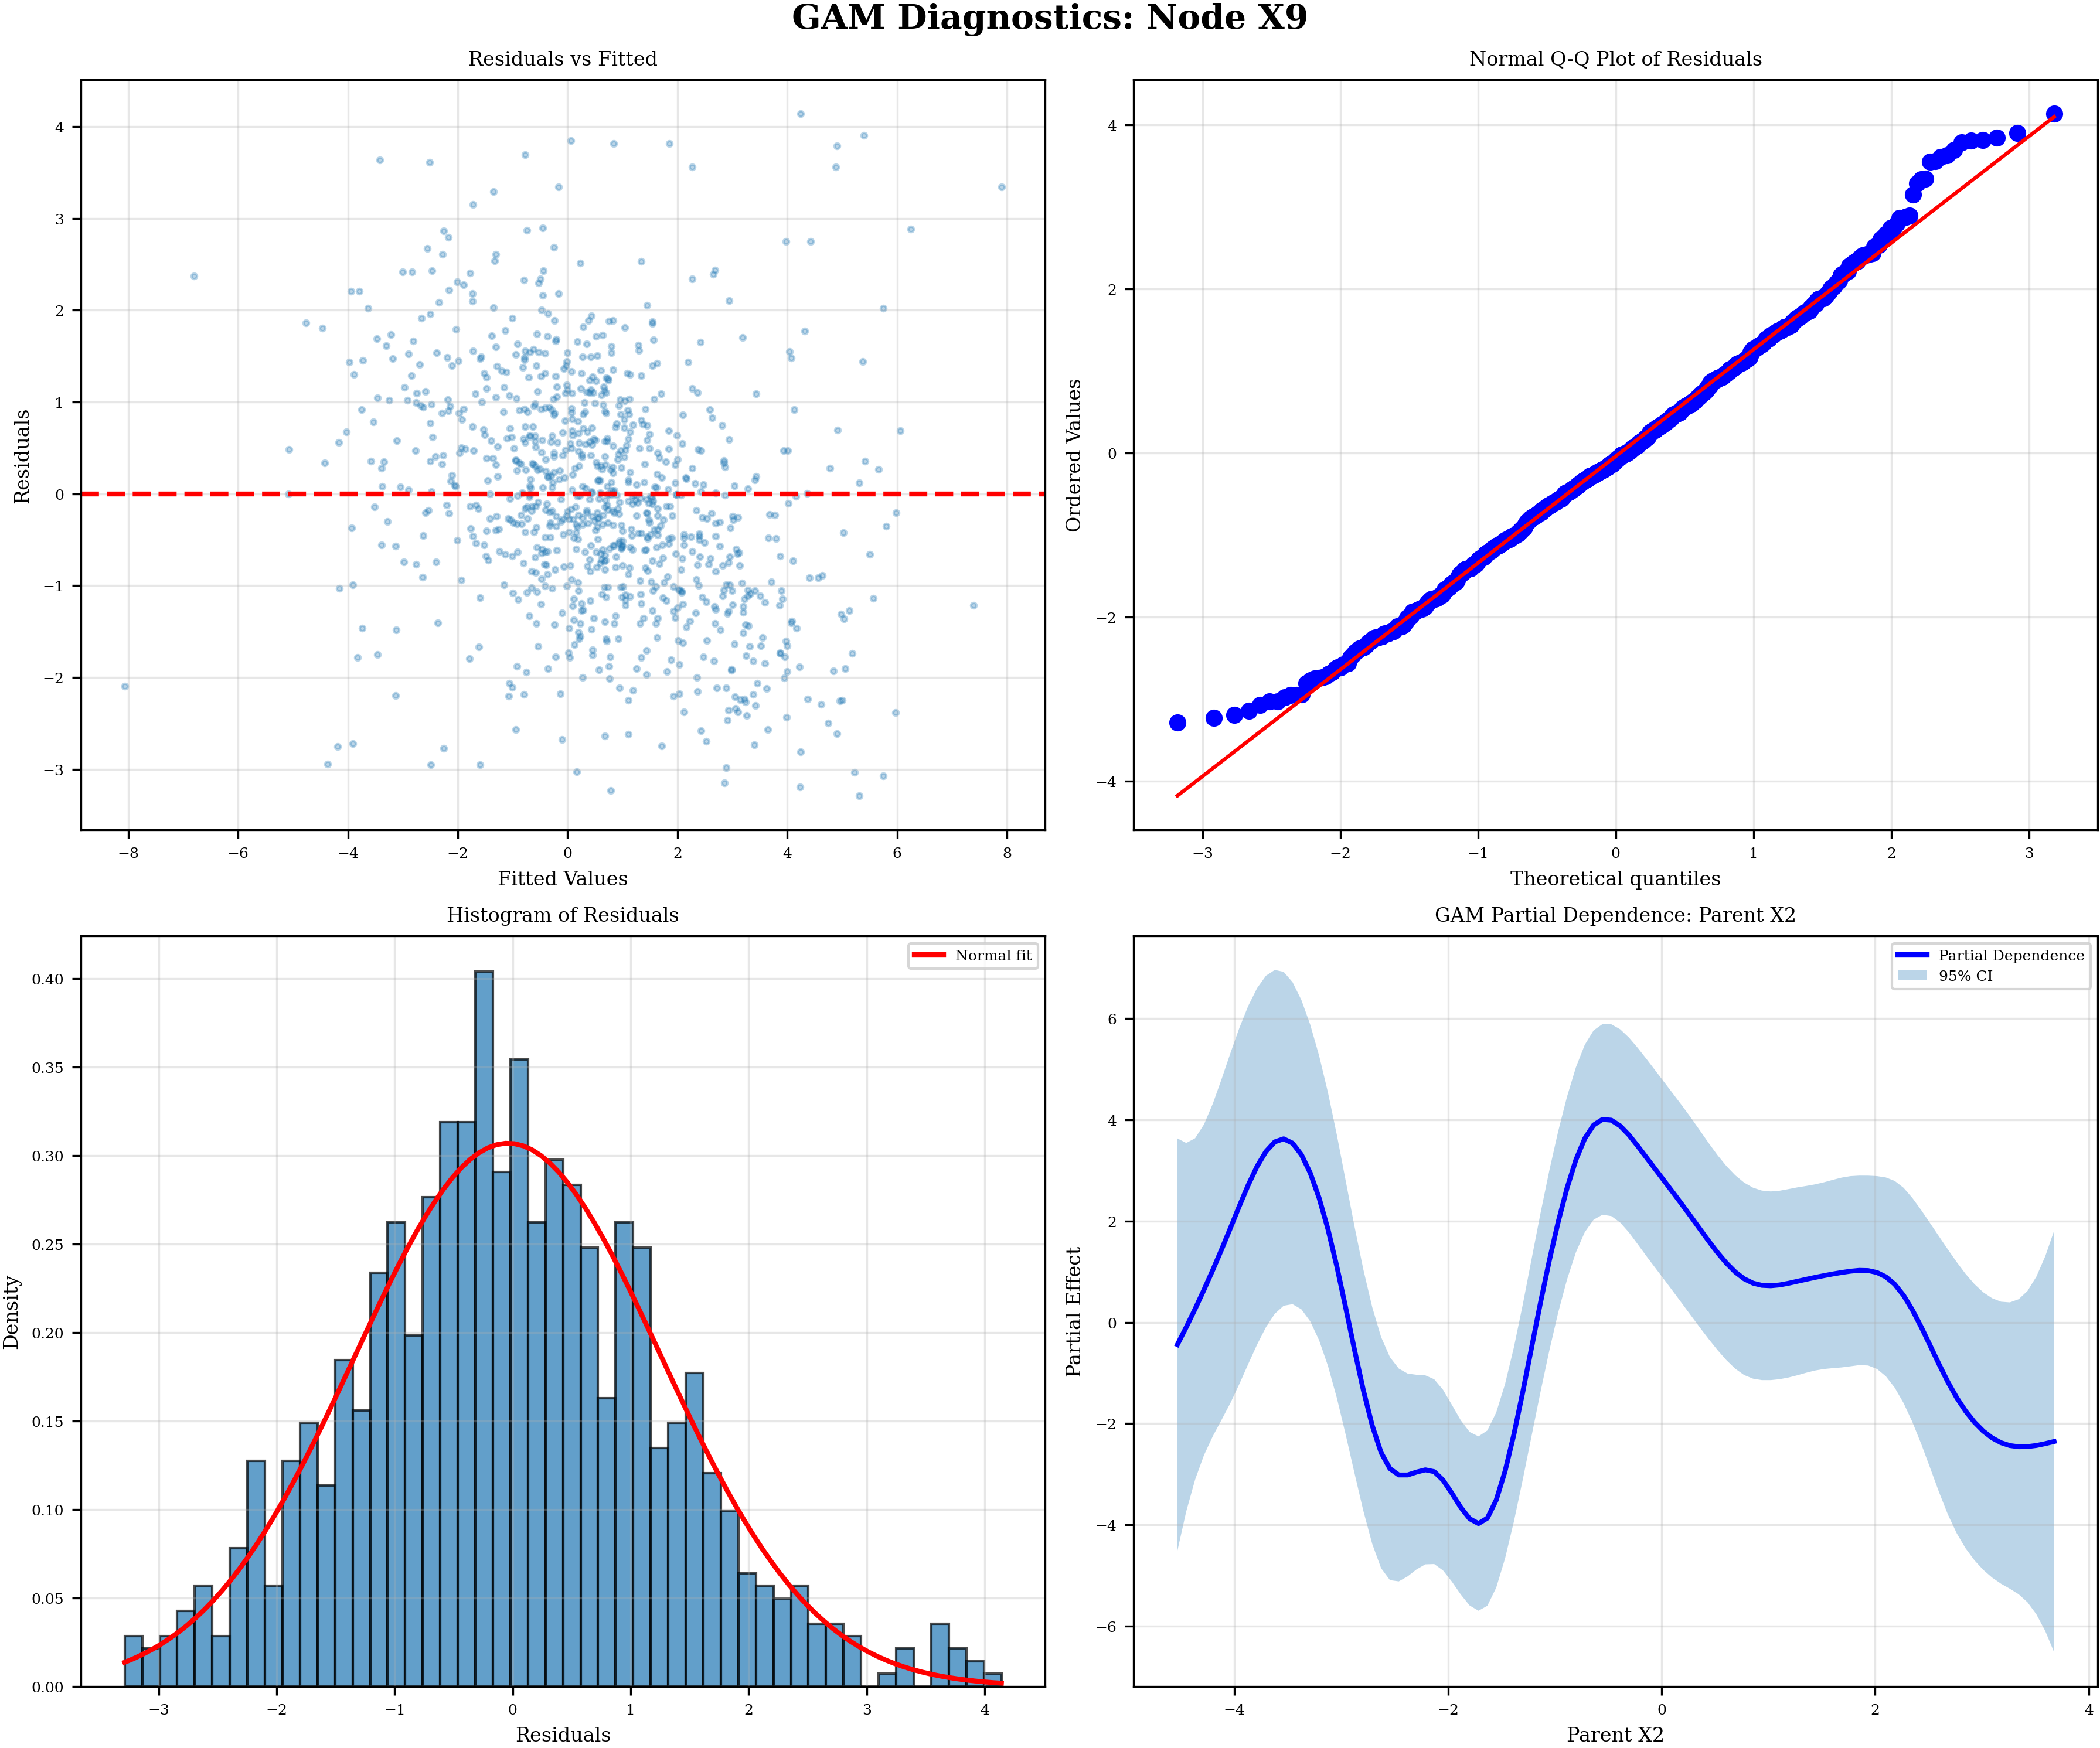 GAM Diagnostics: Node X9
Residuals vs Fitted
4
3
2
1
0
−1
−2
−3
Residuals
−8 −6 −4 −2 0 2 4 6 8
Fitted Values
Normal Q-Q Plot of Residuals
4
2
0
−2
−4
Ordered Values
−3 −2 −1 0 1 2 3
Theoretical quantiles
Histogram of Residuals
Normal fit
0.40
0.35
0.30
0.25
0.20
0.15
0.10
0.05
0.00
Density
−3 −2 −1 0 1 2 3 4
Residuals
GAM Partial Dependence: Parent X2
Partial Dependence
95% CI
6
4
2
0
−2
−4
−6
Partial Effect
−4 −2 0 2 4
Parent X2